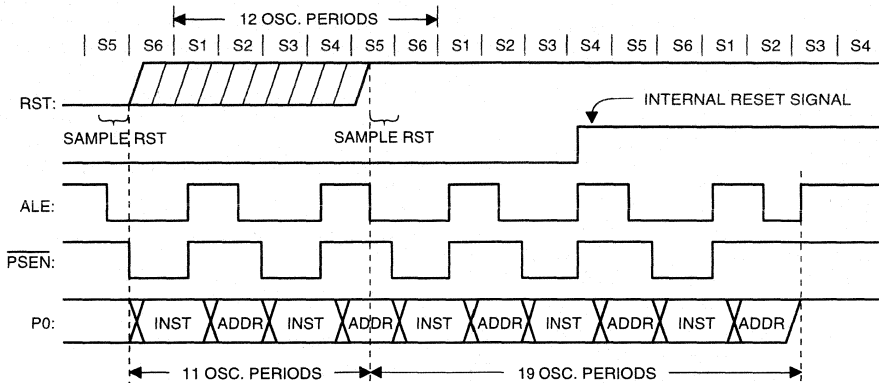 12 OSC. PERIODS
S5 | S6 | S1 | S2 | S3 | S4 | S5 | S6 | S1 | S2 | S3 | S4 | S5 | S6 | S1 | S2 | S3 | S4
RST:
INTERNAL RESET SIGNAL
SAMPLE RST
SAMPLE RST
ALE:
PSEN:
P0:
INST ADDR INST ADDR INST ADDR INST ADDR INST ADDR
11 OSC. PERIODS
19 OSC. PERIODS